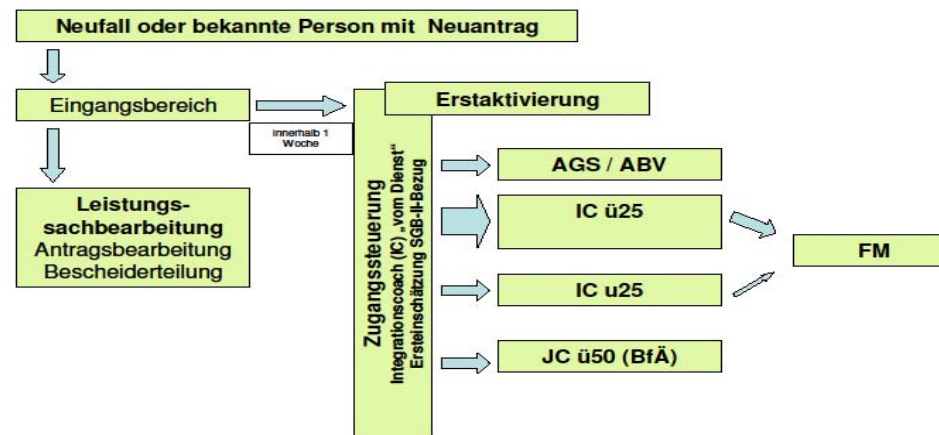 Neufall oder bekannte Person mit Neuantrag
Eingangsbereich
innerhalb 1
Woche
Erstaktivierung
Leistungs-
sachbearbeitung
Antragsbearbeitung
Bescheiderteilung
Zugangssteuerung
Integrationscoach (IC) „vom Dienst“
Ersteinschätzung SGB-II-Bezug
AGS / ABV
IC ü25
IC u25
JC ü50 (BfÄ)
FM